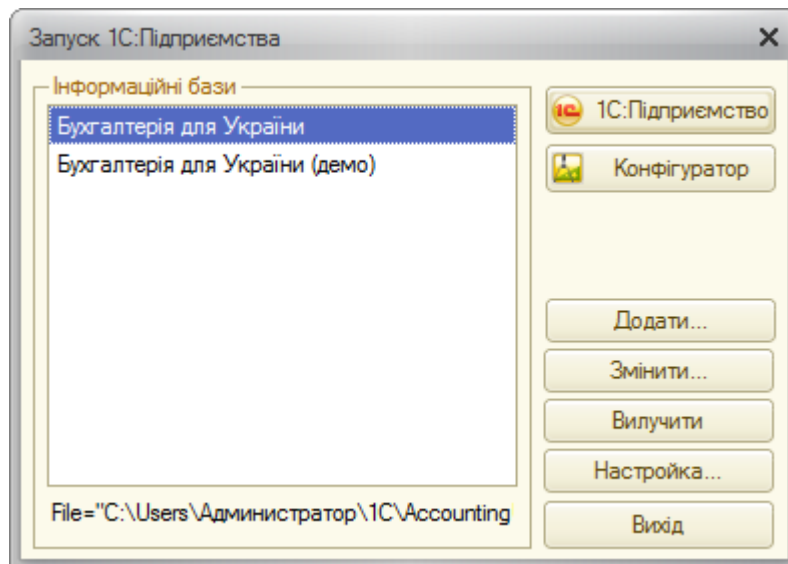 Запуск 1С:Підприємства
Інформаційні бази
Бухгалтерія для України
Бухгалтерія для України (демо)
File="C:\Users\Администратор\1C\Accounting
1С:Підприємство
Конфігуратор
Додати...
Змінити...
Вилучити
Настройка...
Вихід